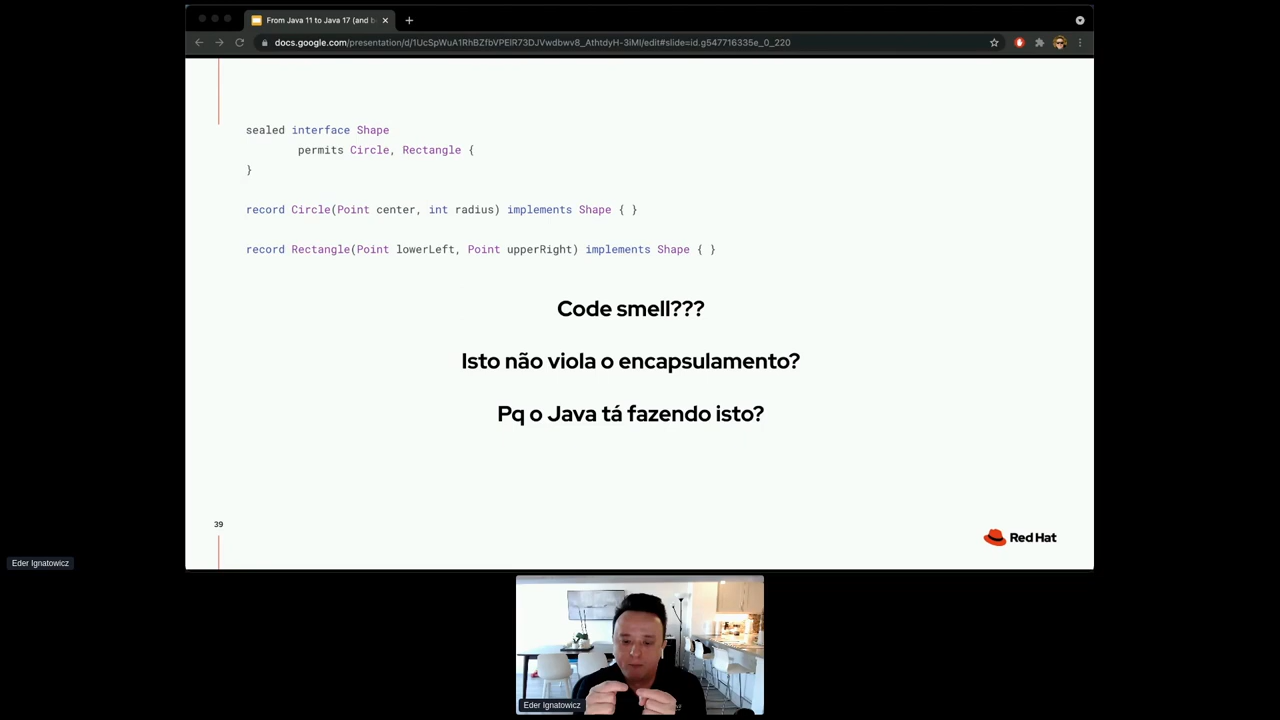 From Java 11 to Java 17 (and b
docs.google.com/presentation/d/1UcSpWuA1RhBZfbVPElR73DJVwdbwv8_AthtdyH-3iMI/edit#slide=id.g547716335e_0_220
sealed interface Shape
permits Circle, Rectangle {
}
record Circle(Point center, int radius) implements Shape { }
record Rectangle(Point lowerLeft, Point upperRight) implements Shape { }
Code smell???
Isto não viola o encapsulamento?
Pq o Java tá fazendo isto?
39
Red Hat
Eder Ignatowicz
Eder Ignatowicz